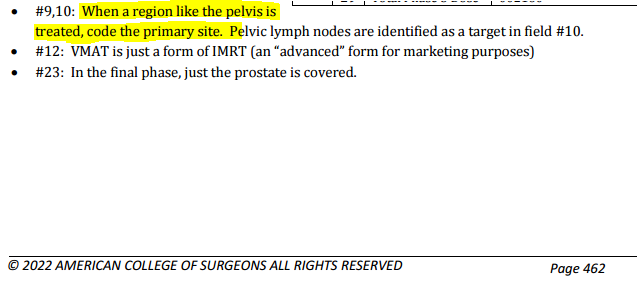 • #9,10: When a region like the pelvis is
treated, code the primary site. Pelvic lymph nodes are identified as a target in field #10.
• #12: VMAT is just a form of IMRT (an “advanced” form for marketing purposes)
• #23: In the final phase, just the prostate is covered.
© 2022 AMERICAN COLLEGE OF SURGEONS ALL RIGHTS RESERVED
Page 462